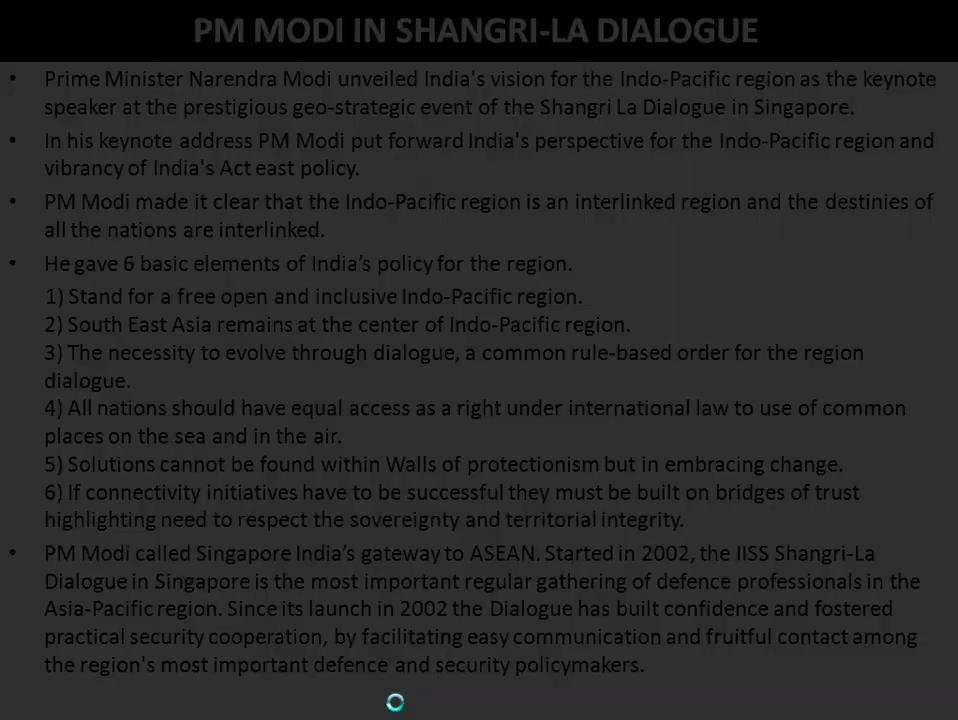 PM MODI IN SHANGRI-LA DIALOGUE
• Prime Minister Narendra Modi unveiled India's vision for the Indo-Pacific region as the keynote
speaker at the prestigious geo-strategic event of the Shangri La Dialogue in Singapore.
• In his keynote address PM Modi put forward India's perspective for the Indo-Pacific region and
vibrancy of India's Act east policy.
• PM Modi made it clear that the Indo-Pacific region is an interlinked region and the destinies of
all the nations are interlinked.
• He gave 6 basic elements of India’s policy for the region.
1) Stand for a free open and inclusive Indo-Pacific region.
2) South East Asia remains at the center of Indo-Pacific region.
3) The necessity to evolve through dialogue, a common rule-based order for the region
dialogue.
4) All nations should have equal access as a right under international law to use of common
places on the sea and in the air.
5) Solutions cannot be found within Walls of protectionism but in embracing change.
6) If connectivity initiatives have to be successful they must be built on bridges of trust
highlighting need to respect the sovereignty and territorial integrity.
• PM Modi called Singapore India’s gateway to ASEAN. Started in 2002, the IISS Shangri-La
Dialogue in Singapore is the most important regular gathering of defence professionals in the
Asia-Pacific region. Since its launch in 2002 the Dialogue has built confidence and fostered
practical security cooperation, by facilitating easy communication and fruitful contact among
the region's most important defence and security policymakers.